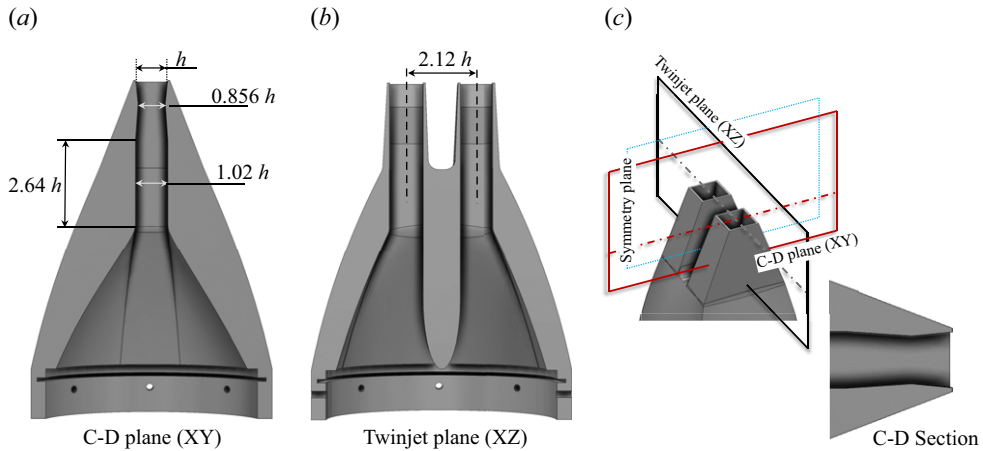 (a)
h
0.856 h
2.64 h
1.02 h
C-D plane (XY)
(b)
2.12 h
Twinjet plane (XZ)
(c)
Twinjet plane (XZ)
Symmetry plane
C-D plane (XY)
C-D Section